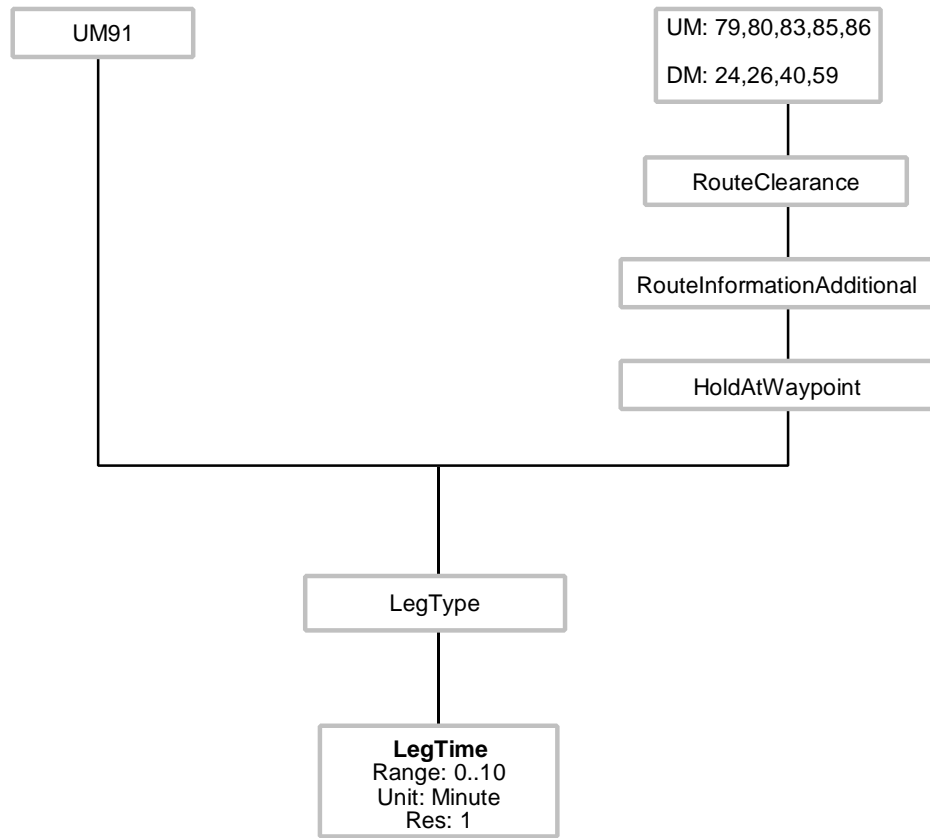 UM91
UM: 79,80,83,85,86
DM: 24,26,40,59
RouteClearance
RouteInformationAdditional
HoldAtWaypoint
LegType
LegTime
Range: 0..10
Unit: Minute
Res: 1